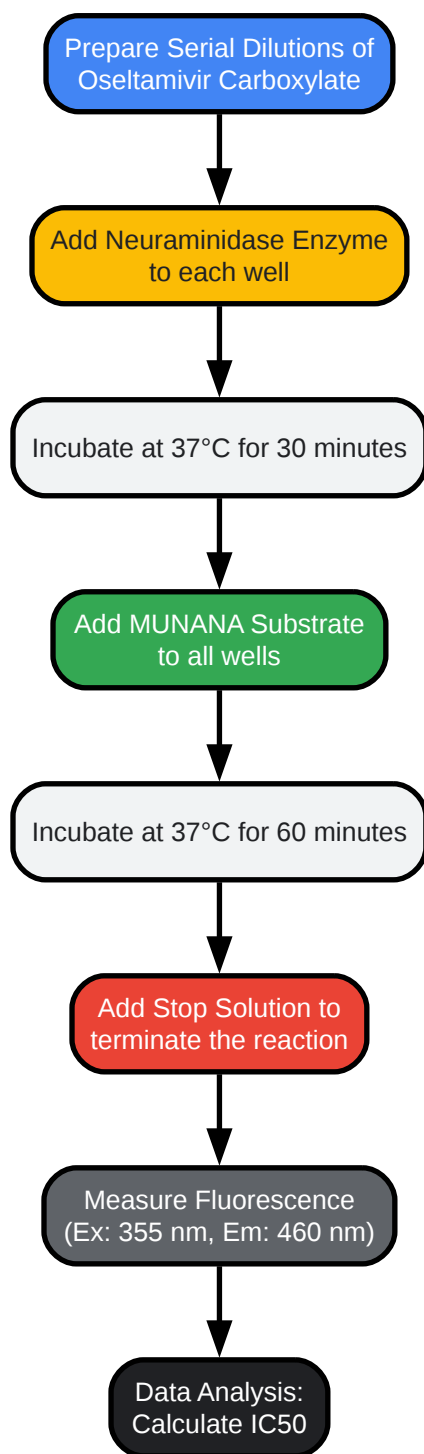 Prepare Serial Dilutions of
Oseltamivir Carboxylate
Add Neuraminidase Enzyme
to each well
Incubate at 37°C for 30 minutes
Add MUNANA Substrate
to all wells
Incubate at 37°C for 60 minutes
Add Stop Solution to
terminate the reaction
Measure Fluorescence
(Ex: 355 nm, Em: 460 nm)
Data Analysis:
Calculate IC50